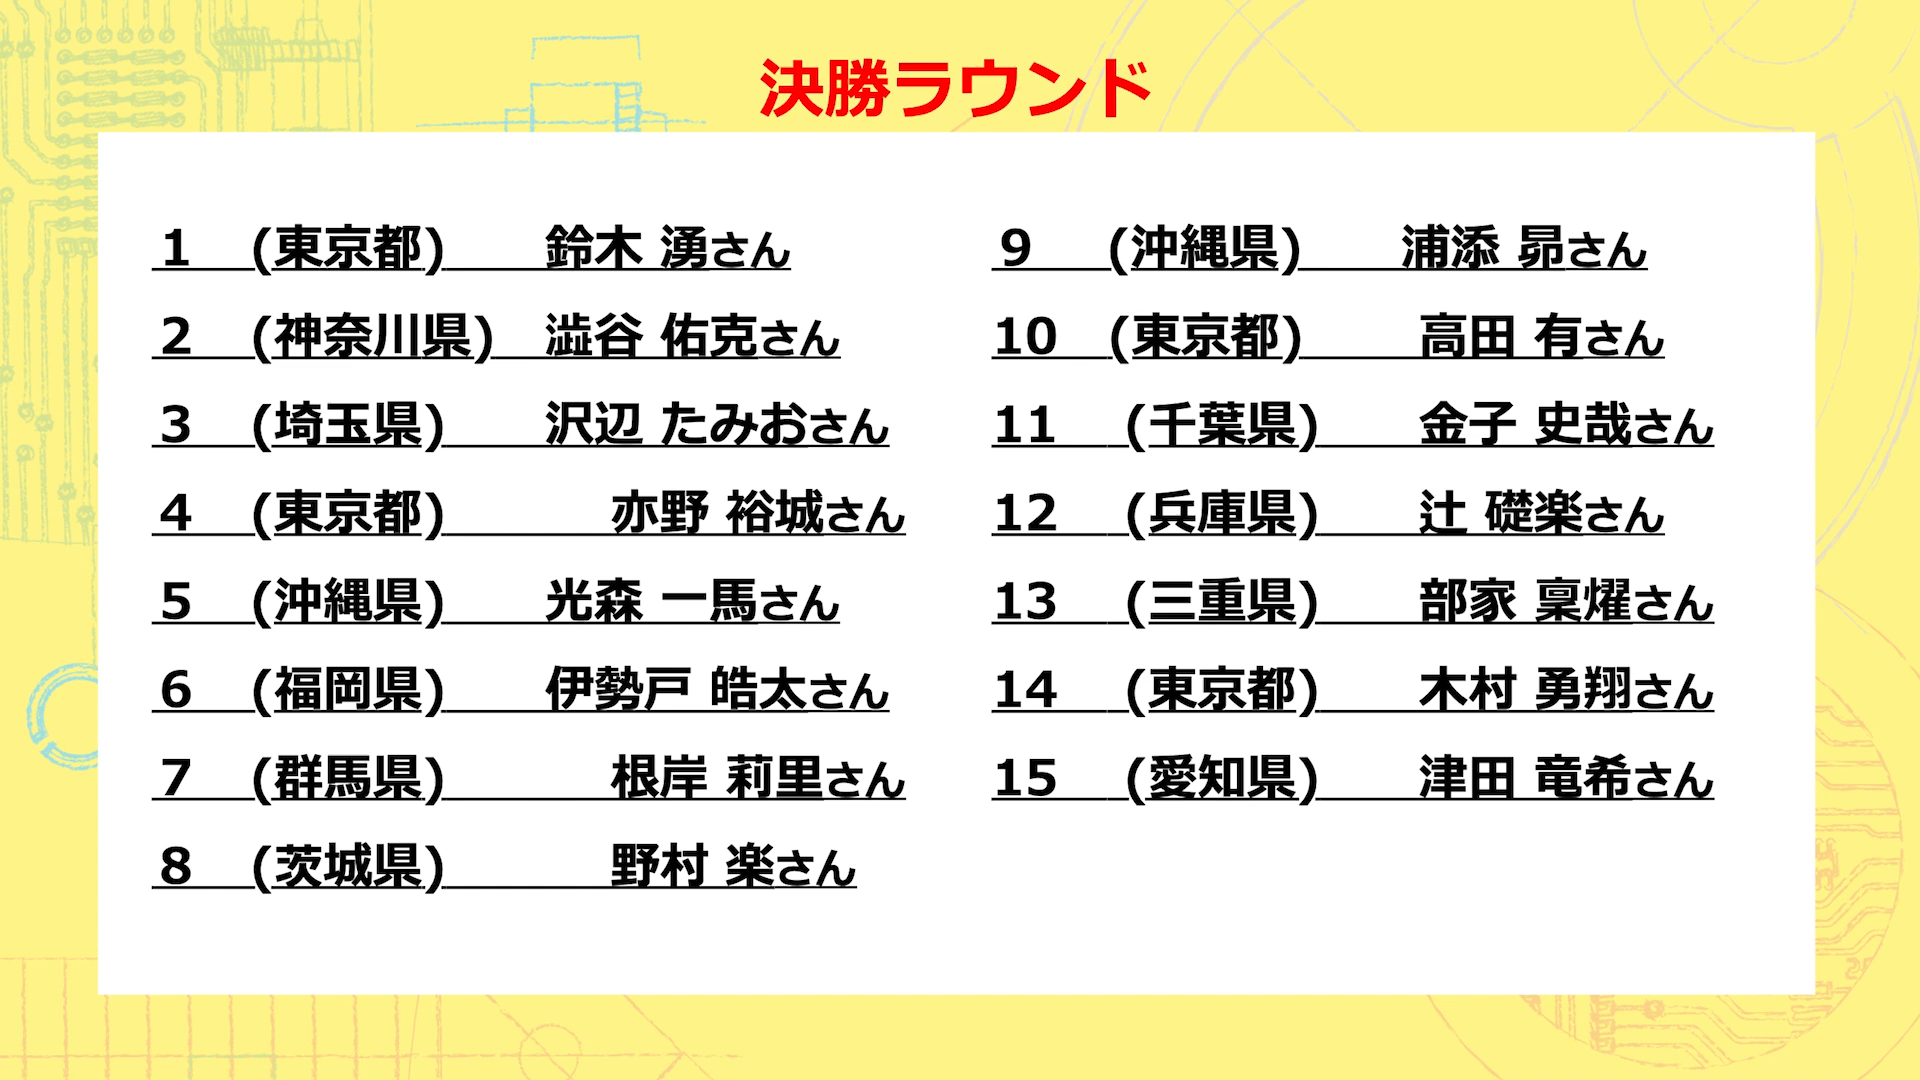 決勝ラウンド
1 (東京都) 鈴木 湧さん
2 (神奈川県) 澁谷 佑克さん
3 (埼玉県) 沢辺 たみおさん
4 (東京都) 亦野 裕城さん
5 (沖縄県) 光森 一馬さん
6 (福岡県) 伊勢戸 皓太さん
7 (群馬県) 根岸 莉里さん
8 (茨城県) 野村 楽さん
9 (沖縄県) 浦添 昴さん
10 (東京都) 高田 有さん
11 (千葉県) 金子 史哉さん
12 (兵庫県) 辻 礎楽さん
13 (三重県) 部家 稟燿さん
14 (東京都) 木村 勇翔さん
15 (愛知県) 津田 竜希さん